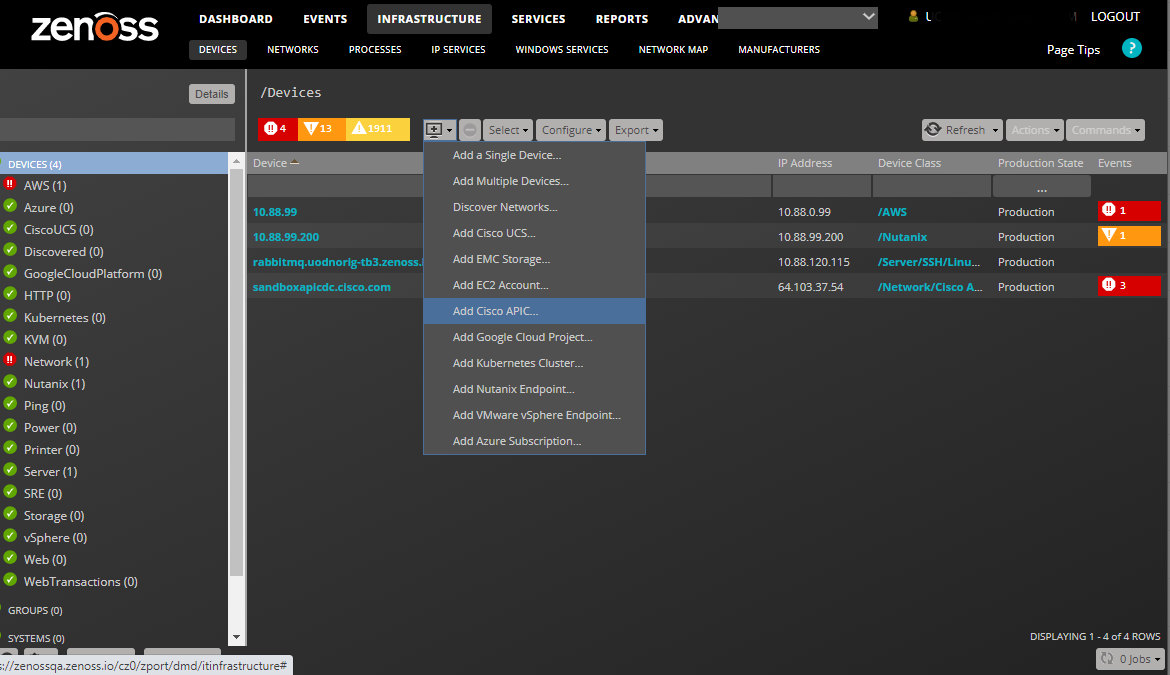 zenoss
DASHBOARD EVENTS INFRASTRUCTURE SERVICES REPORTS ADVAN
LOGOUT
DEVICES NETWORKS PROCESSES IP SERVICES WINDOWS SERVICES NETWORK MAP MANUFACTURERS
Page Tips ?
Details
/Devices
4 13 1911
Select Configure Export
Refresh Actions Commands
Device IP Address Device Class Production State Events
...
10.88.99 10.88.0.99 /AWS Production 1
10.88.99.200 10.88.99.200 /Nutanix Production 1
rabbitmq.uodnorig-tb3.zenoss. 10.88.120.115 /Server/SSH/Linu... Production
sandboxapicdc.cisco.com 64.103.37.54 /Network/Cisco A... Production 3
Add a Single Device...
Add Multiple Devices...
Discover Networks...
Add Cisco UCS...
Add EMC Storage...
Add EC2 Account...
Add Cisco APIC...
Add Google Cloud Project...
Add Kubernetes Cluster...
Add Nutanix Endpoint...
Add VMware vSphere Endpoint...
Add Azure Subscription...
DEVICES (4)
AWS (1)
Azure (0)
CiscoUCS (0)
Discovered (0)
GoogleCloudPlatform (0)
HTTP (0)
Kubernetes (0)
KVM (0)
Network (1)
Nutanix (1)
Ping (0)
Power (0)
Printer (0)
Server (1)
SRE (0)
Storage (0)
vSphere (0)
Web (0)
WebTransactions (0)
GROUPS (0)
SYSTEMS (0)
DISPLAYING 1 - 4 of 4 ROWS
s://zenossqa.zenoss.io/cz0/zport/dmd/itinfrastructure#
0 Jobs